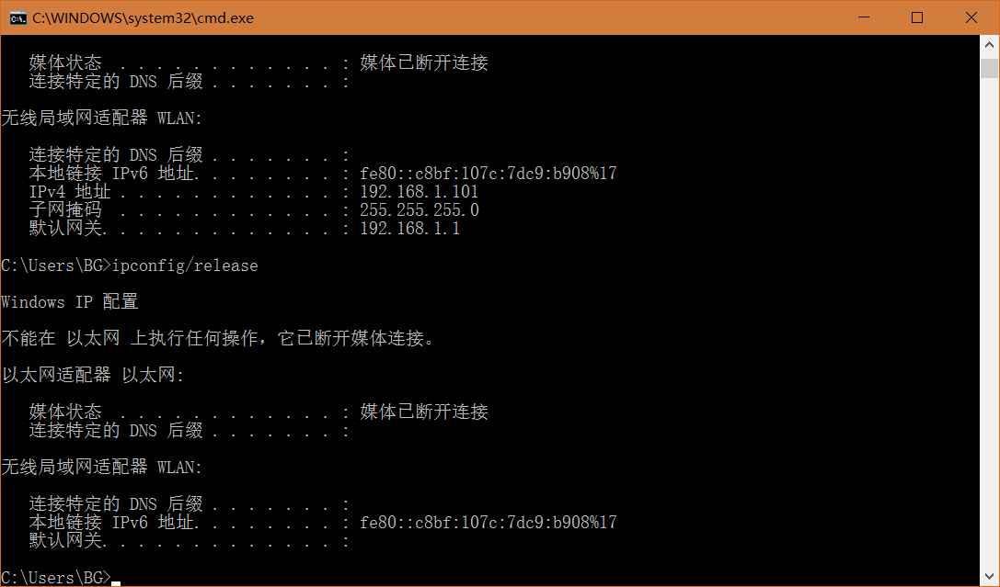 C:\WINDOWS\system32\cmd.exe
媒体状态 . . . . . . . . . . . . : 媒体已断开连接
连接特定的 DNS 后缀 . . . . . . . :
无线局域网适配器 WLAN:
连接特定的 DNS 后缀 . . . . . . . :
本地链接 IPv6 地址. . . . . . . . : fe80::c8bf:107c:7dc9:b908%17
IPv4 地址 . . . . . . . . . . . . : 192.168.1.101
子网掩码 . . . . . . . . . . . . : 255.255.255.0
默认网关. . . . . . . . . . . . . : 192.168.1.1
C:\Users\BG>ipconfig/release
Windows IP 配置
不能在 以太网 上执行任何操作，它已断开媒体连接。
以太网适配器 以太网:
媒体状态 . . . . . . . . . . . . : 媒体已断开连接
连接特定的 DNS 后缀 . . . . . . . :
无线局域网适配器 WLAN:
连接特定的 DNS 后缀 . . . . . . . :
本地链接 IPv6 地址. . . . . . . . : fe80::c8bf:107c:7dc9:b908%17
默认网关. . . . . . . . . . . . . :
C:\Users\BG>